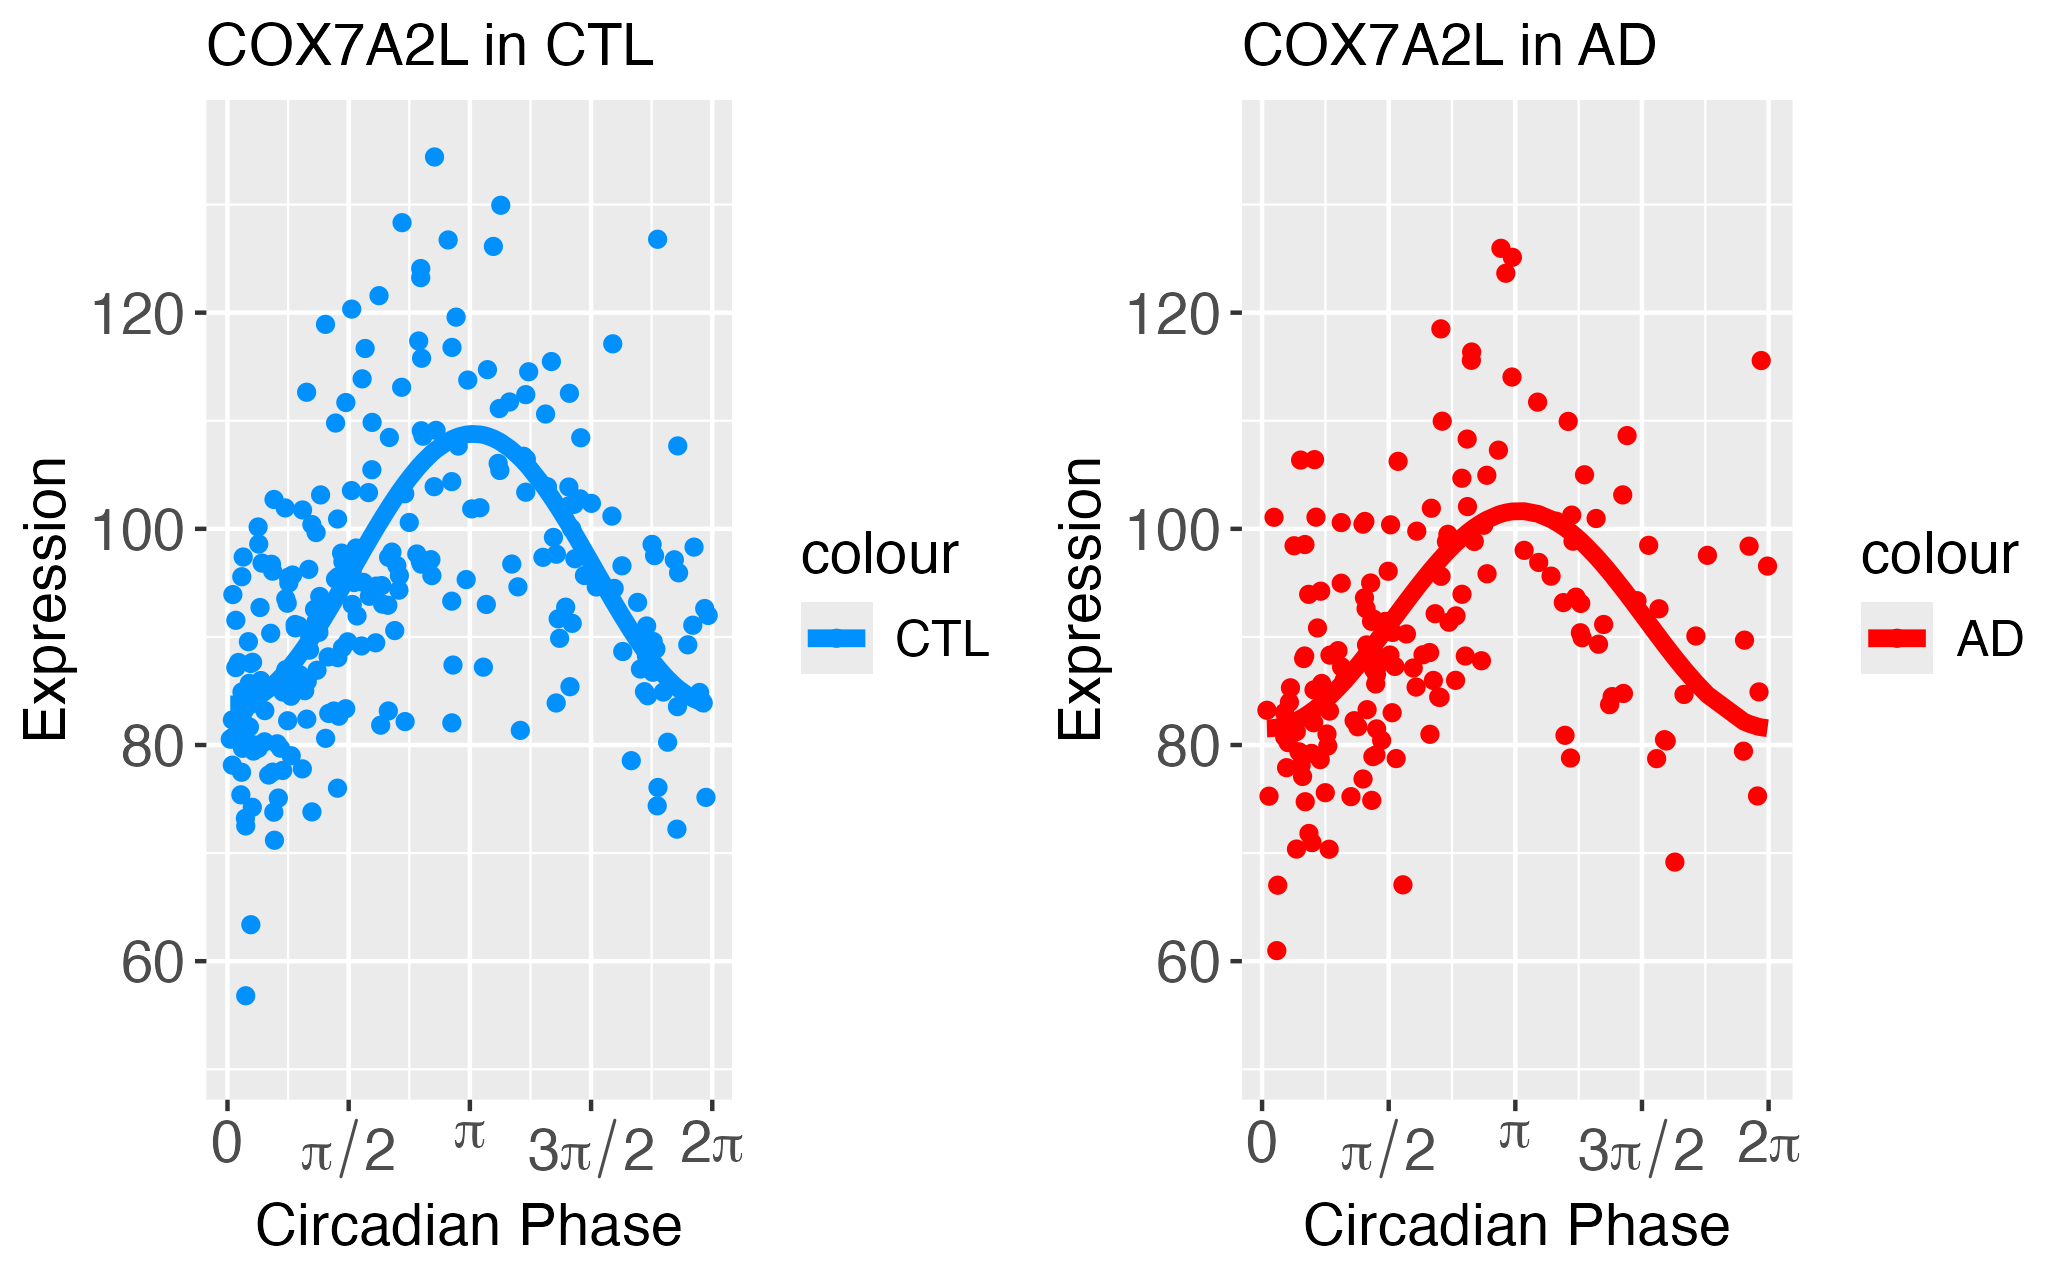 COX7A2L in CTL
Expression
120
100
80
60
0 π/2 π 3π/2 2π
Circadian Phase
colour
CTL
COX7A2L in AD
Expression
120
100
80
60
0 π/2 π 3π/2 2π
Circadian Phase
colour
AD